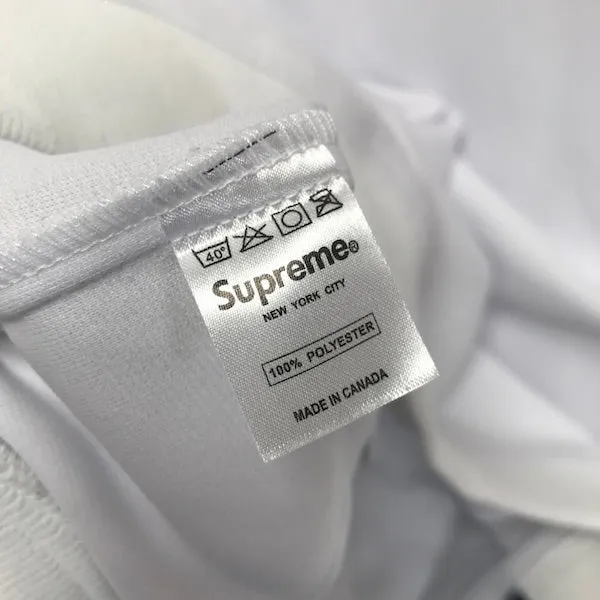 40°
Supreme®
NEW YORK CITY
100% POLYESTER
MADE IN CANADA